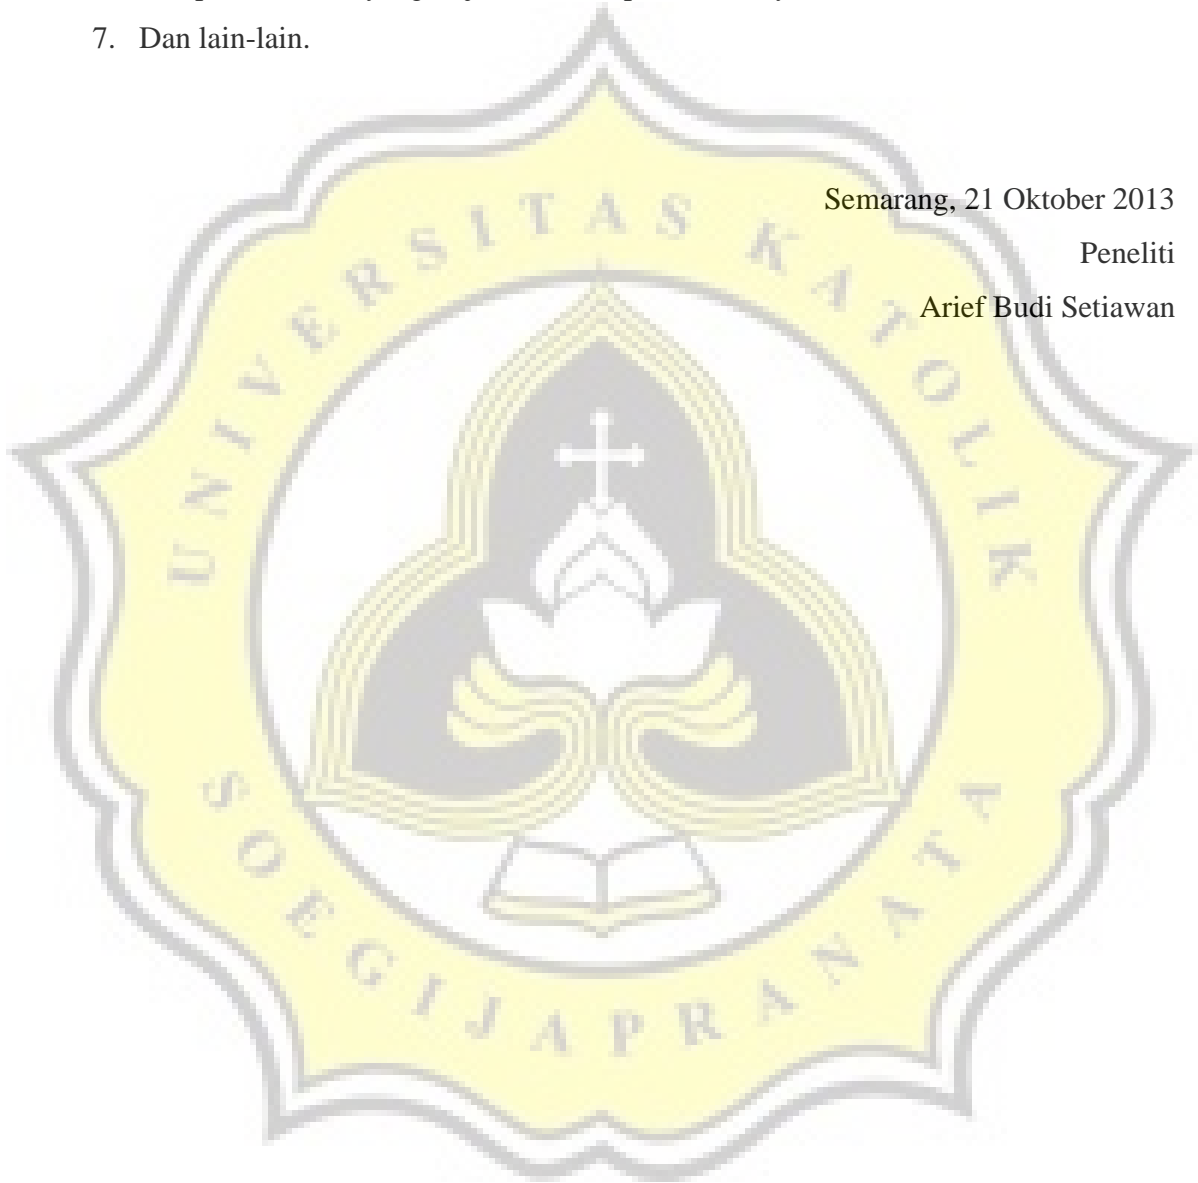 7. Dan lain-lain.
Semarang, 21 Oktober 2013
Peneliti
Arief Budi Setiawan
UNIVERSITAS KATOLIK
SOEGIJAPRANATA